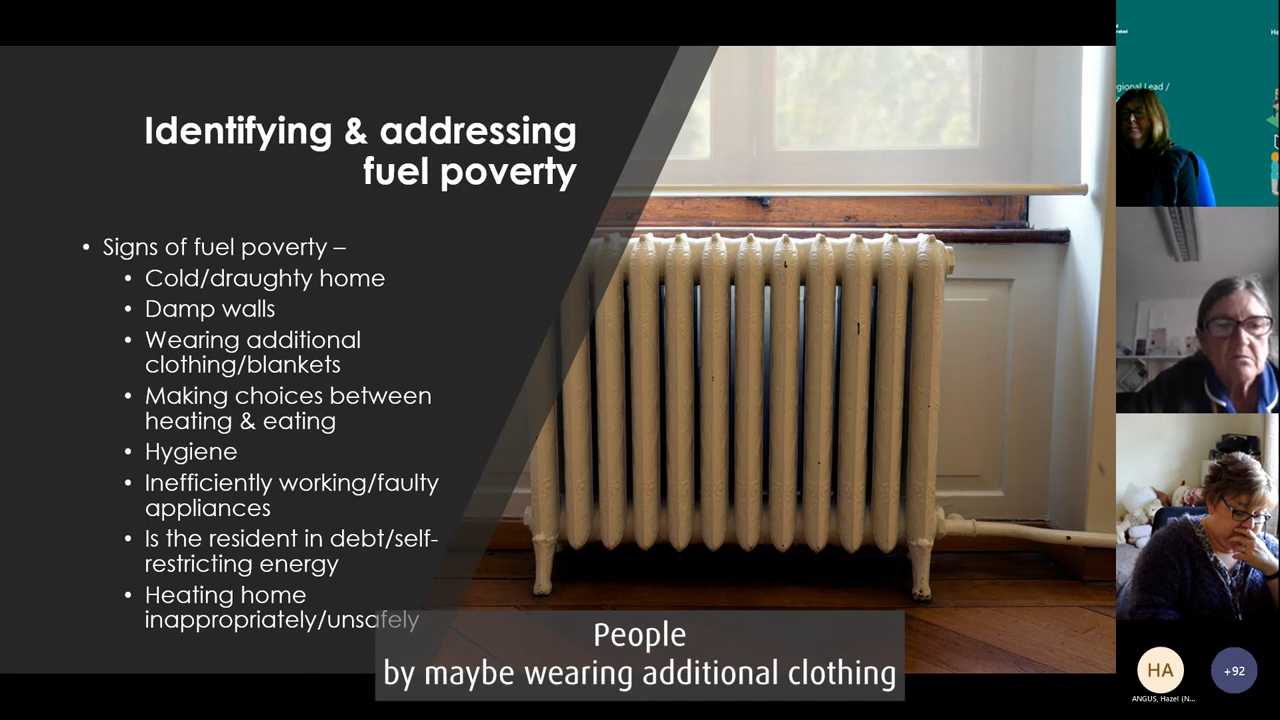 Identifying & addressing
fuel poverty
• Signs of fuel poverty –
• Cold/draughty home
• Damp walls
• Wearing additional
clothing/blankets
• Making choices between
heating & eating
• Hygiene
• Inefficiently working/faulty
appliances
• Is the resident in debt/self-
restricting energy
• Heating home
inappropriately/unsafely
People
by maybe wearing additional clothing
gional Lead /
HA
+92
ANGUS, Hazel (N...